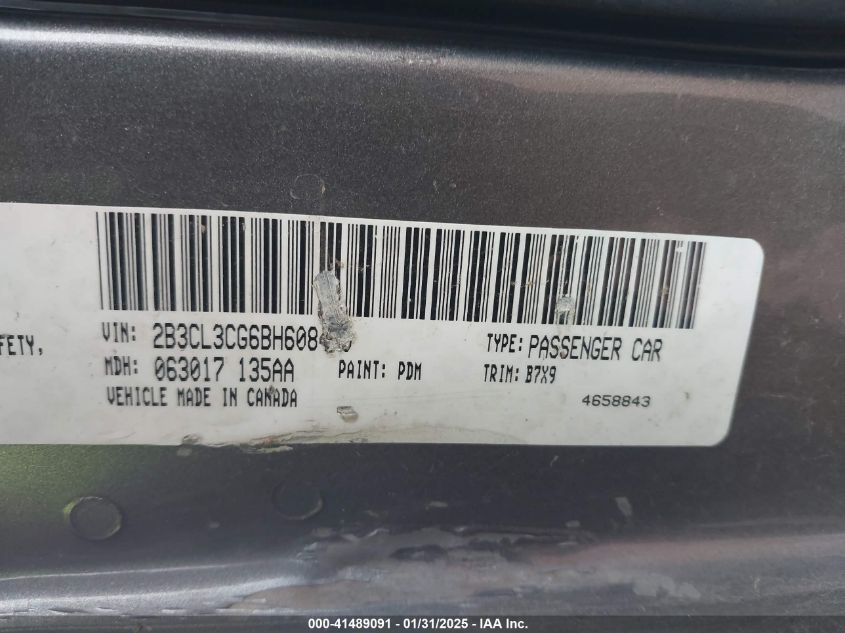 FETY,
VIN: 2B3CL3CG6BH608
TYPE: PASSENGER CAR
MDH: 063017 135AA
PAINT: PDM
TRIM: B7X9
VEHICLE MADE IN CANADA
4658843
000-41489091 - 01/31/2025 - IAA Inc.